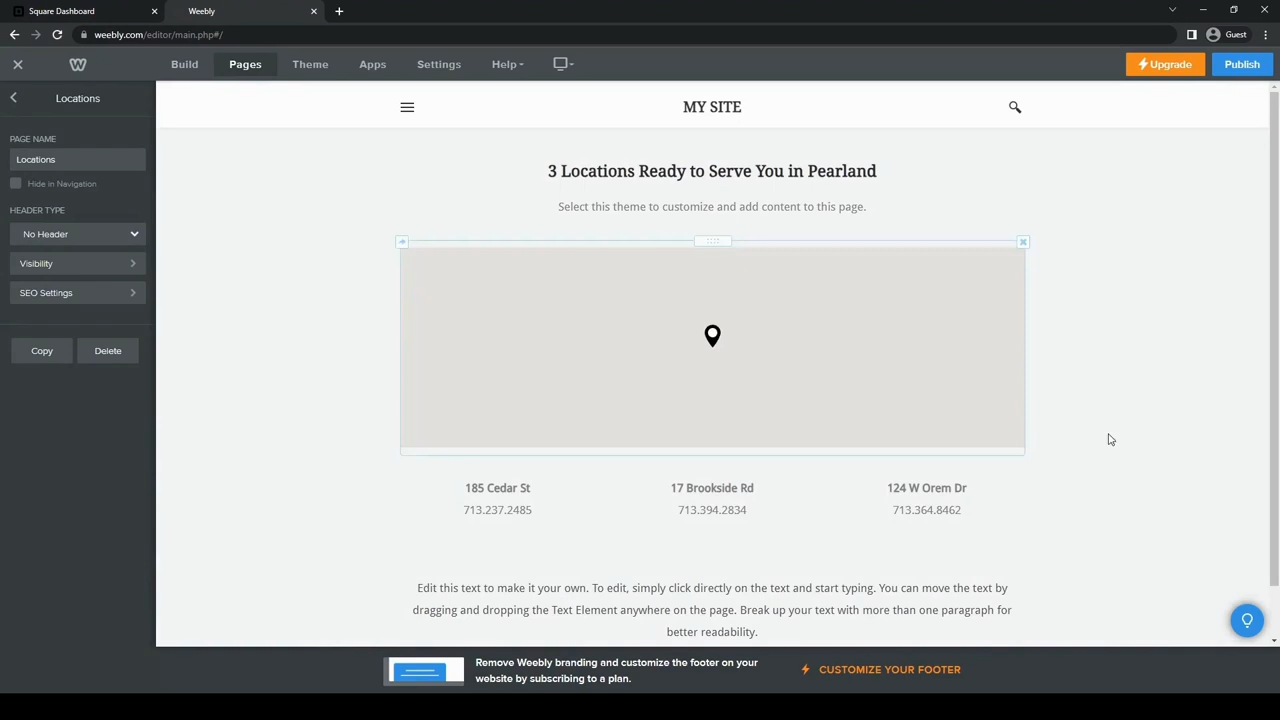 Square Dashboard
Weebly
weebly.com/editor/main.php#/
Guest
Build
Pages
Theme
Apps
Settings
Help
Upgrade
Publish
Locations
PAGE NAME
Locations
Hide in Navigation
HEADER TYPE
No Header
Visibility
SEO Settings
Copy
Delete
MY SITE
3 Locations Ready to Serve You in Pearland
Select this theme to customize and add content to this page.
185 Cedar St
713.237.2485
17 Brookside Rd
713.394.2834
124 W Orem Dr
713.364.8462
Edit this text to make it your own. To edit, simply click directly on the text and start typing. You can move the text by
dragging and dropping the Text Element anywhere on the page. Break up your text with more than one paragraph for
better readability.
Remove Weebly branding and customize the footer on your
website by subscribing to a plan.
CUSTOMIZE YOUR FOOTER